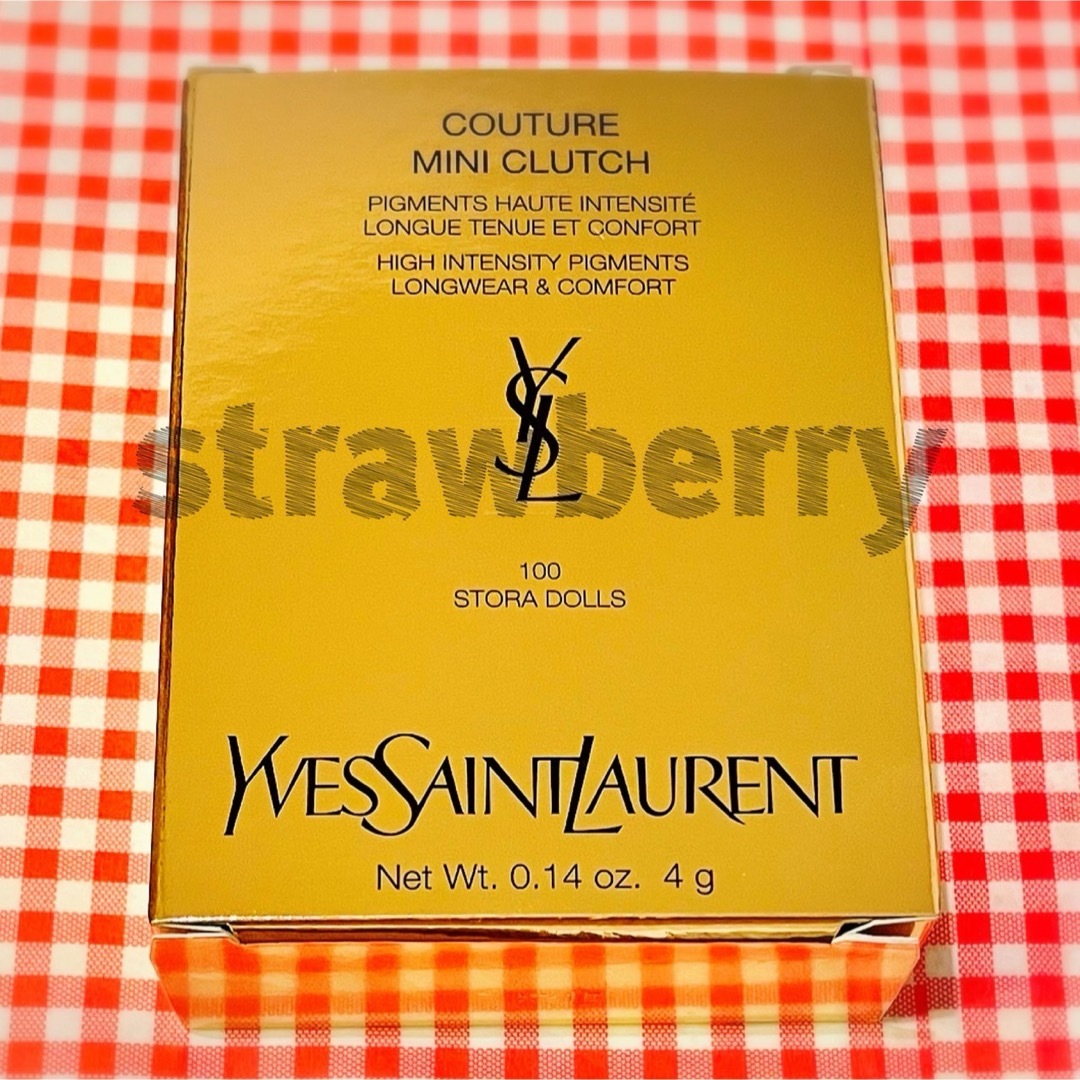 COUTURE
MINI CLUTCH
PIGMENTS HAUTE INTENSITÉ
LONGUE TENUE ET CONFORT
HIGH INTENSITY PIGMENTS
LONGWEAR & COMFORT
YSL
strawberry
100
STORA DOLLS
YVESSAINTLAURENT
Net Wt. 0.14 oz. 4 g